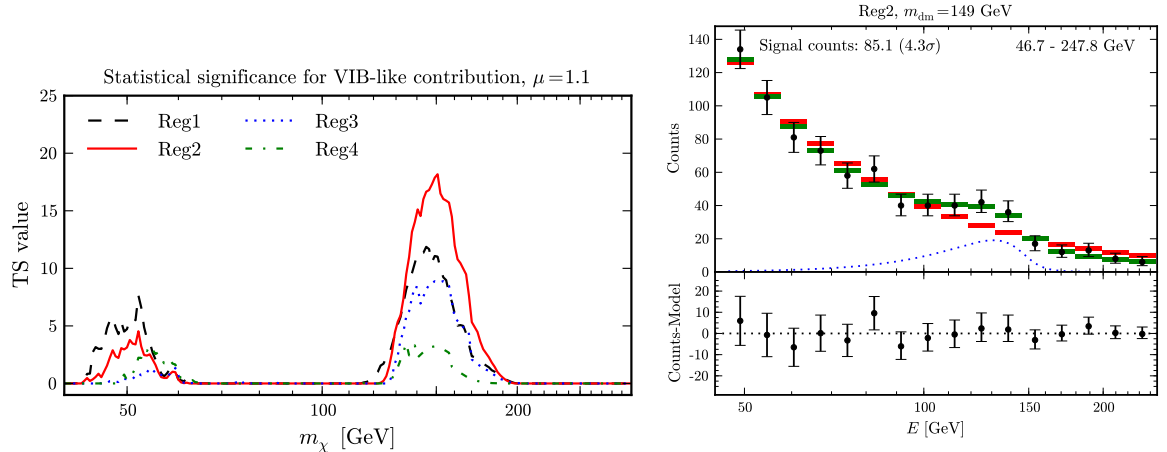 Statistical significance for VIB-like contribution, μ=1.1
TS value
25
20
15
10
5
0
Reg1
Reg2
Reg3
Reg4
50
100
200
m_χ [GeV]
Reg2, m_dm=149 GeV
Signal counts: 85.1 (4.3σ)
46.7 - 247.8 GeV
Counts
140
120
100
80
60
40
20
0
Counts-Model
20
10
0
-10
-20
50
100
150
200
E [GeV]